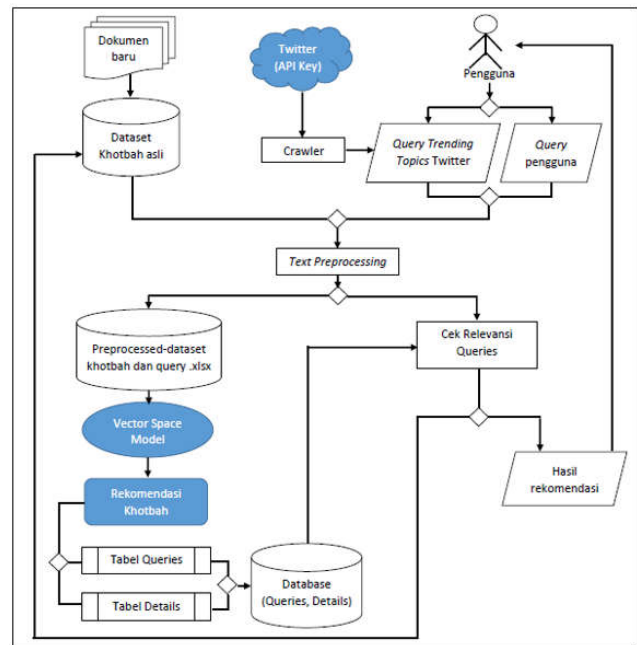 Dokumen
baru
Twitter
(API Key)
Pengguna
Dataset
Khotbah asli
Crawler
Query Trending
Topics Twitter
Query
pengguna
Text Preprocessing
Preprocessed-dataset
khotbah dan query .xlsx
Cek Relevansi
Queries
Vector Space
Model
Rekomendasi
Khotbah
Hasil
rekomendasi
Tabel Queries
Tabel Details
Database
(Queries, Details)